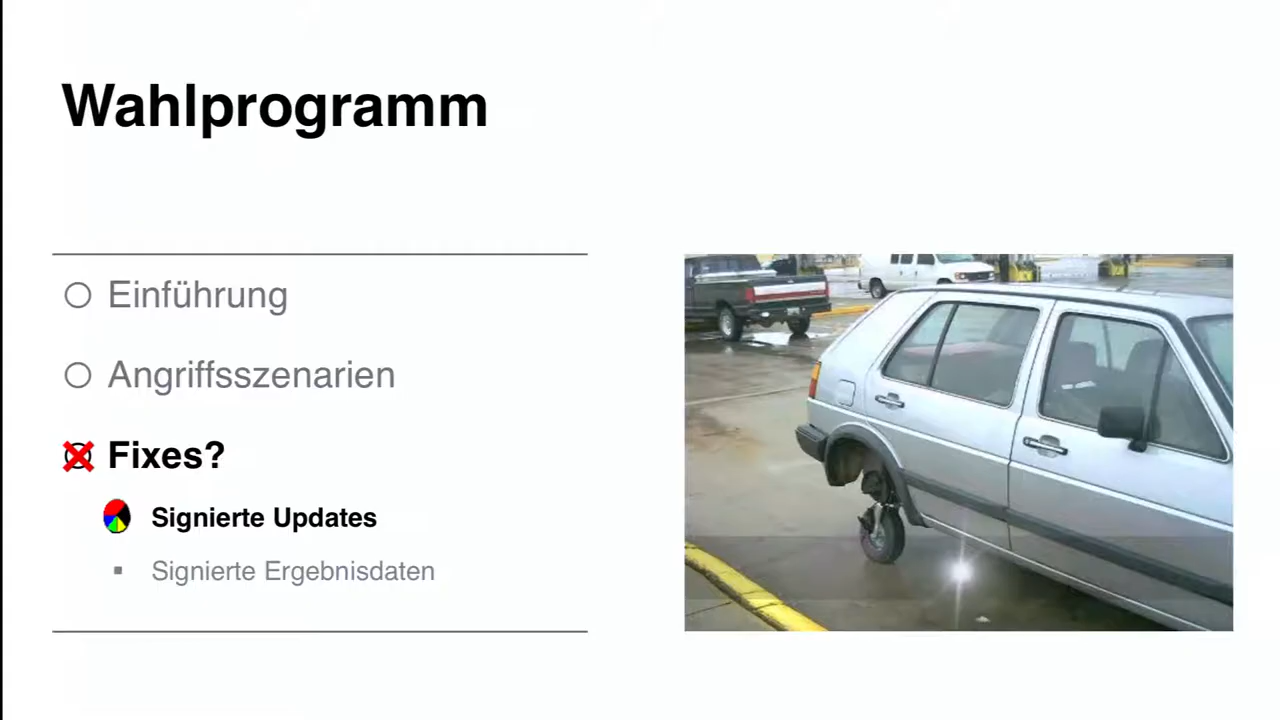 Wahlprogramm
Einführung
Angriffsszenarien
Fixes?
Signierte Updates
Signierte Ergebnisdaten